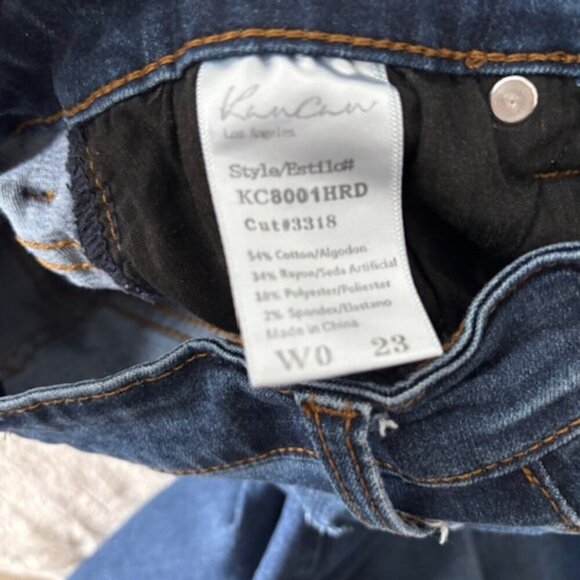 KanCan
Los Angeles
Style/Estilo#
KC8001HRD
Cut#3318
54% Cotton/Algodon
34% Rayon/Seda Artificial
10% Polyester/Poliester
2% Spandex/Elastano
Made in China
W0 23